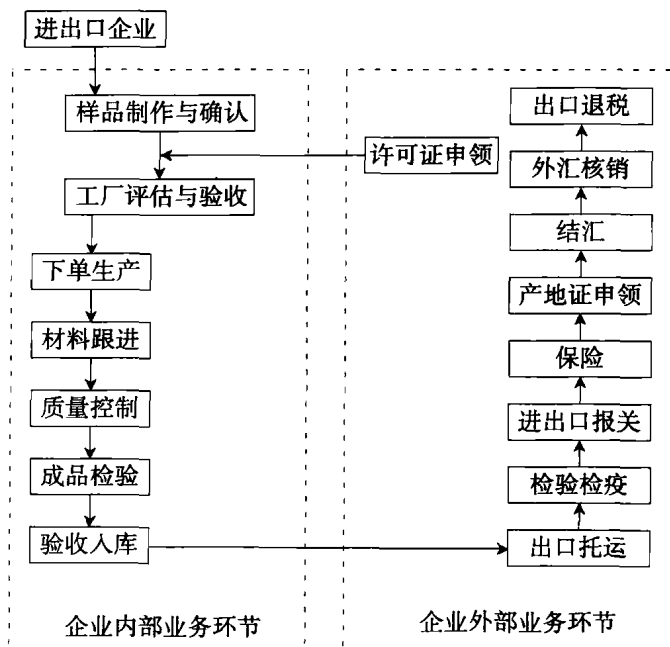 进出口企业
样品制作与确认
许可证申领
工厂评估与验收
下单生产
材料跟进
质量控制
成品检验
验收入库
企业内部业务环节
出口退税
外汇核销
结汇
产地证申领
保险
进出口报关
检验检疫
出口托运
企业外部业务环节